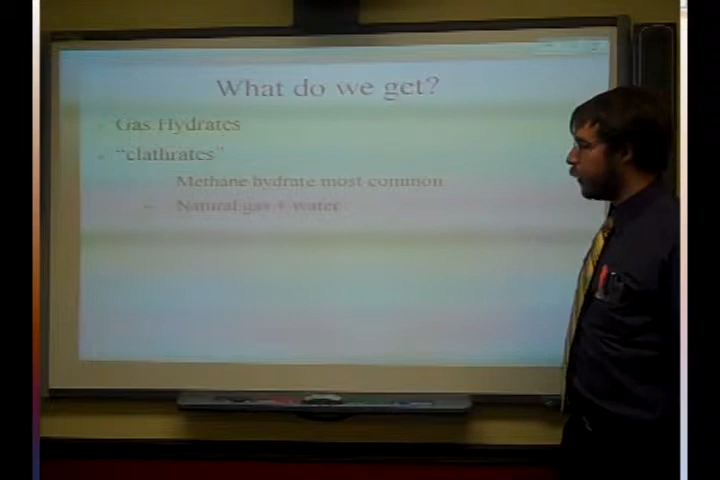 What do we get?
Gas Hydrates
"clathrates"
Methane hydrate most common
– Natural gas + water